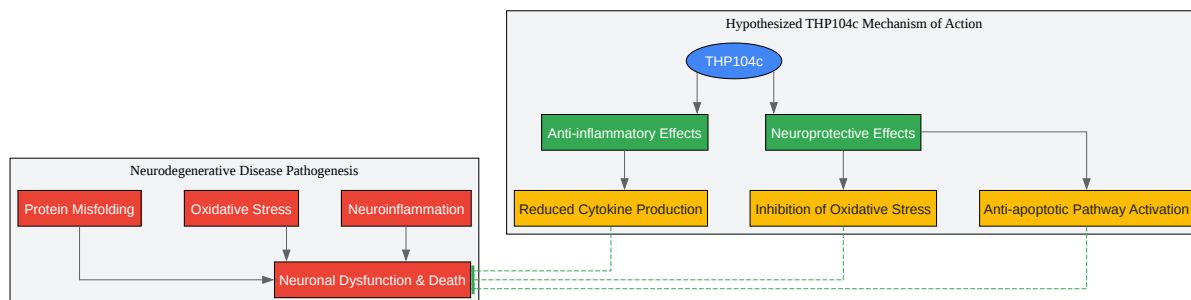 Hypothesized THP104c Mechanism of Action
THP104c
Anti-inflammatory Effects
Neuroprotective Effects
Reduced Cytokine Production
Inhibition of Oxidative Stress
Anti-apoptotic Pathway Activation
Neurodegenerative Disease Pathogenesis
Protein Misfolding
Oxidative Stress
Neuroinflammation
Neuronal Dysfunction & Death